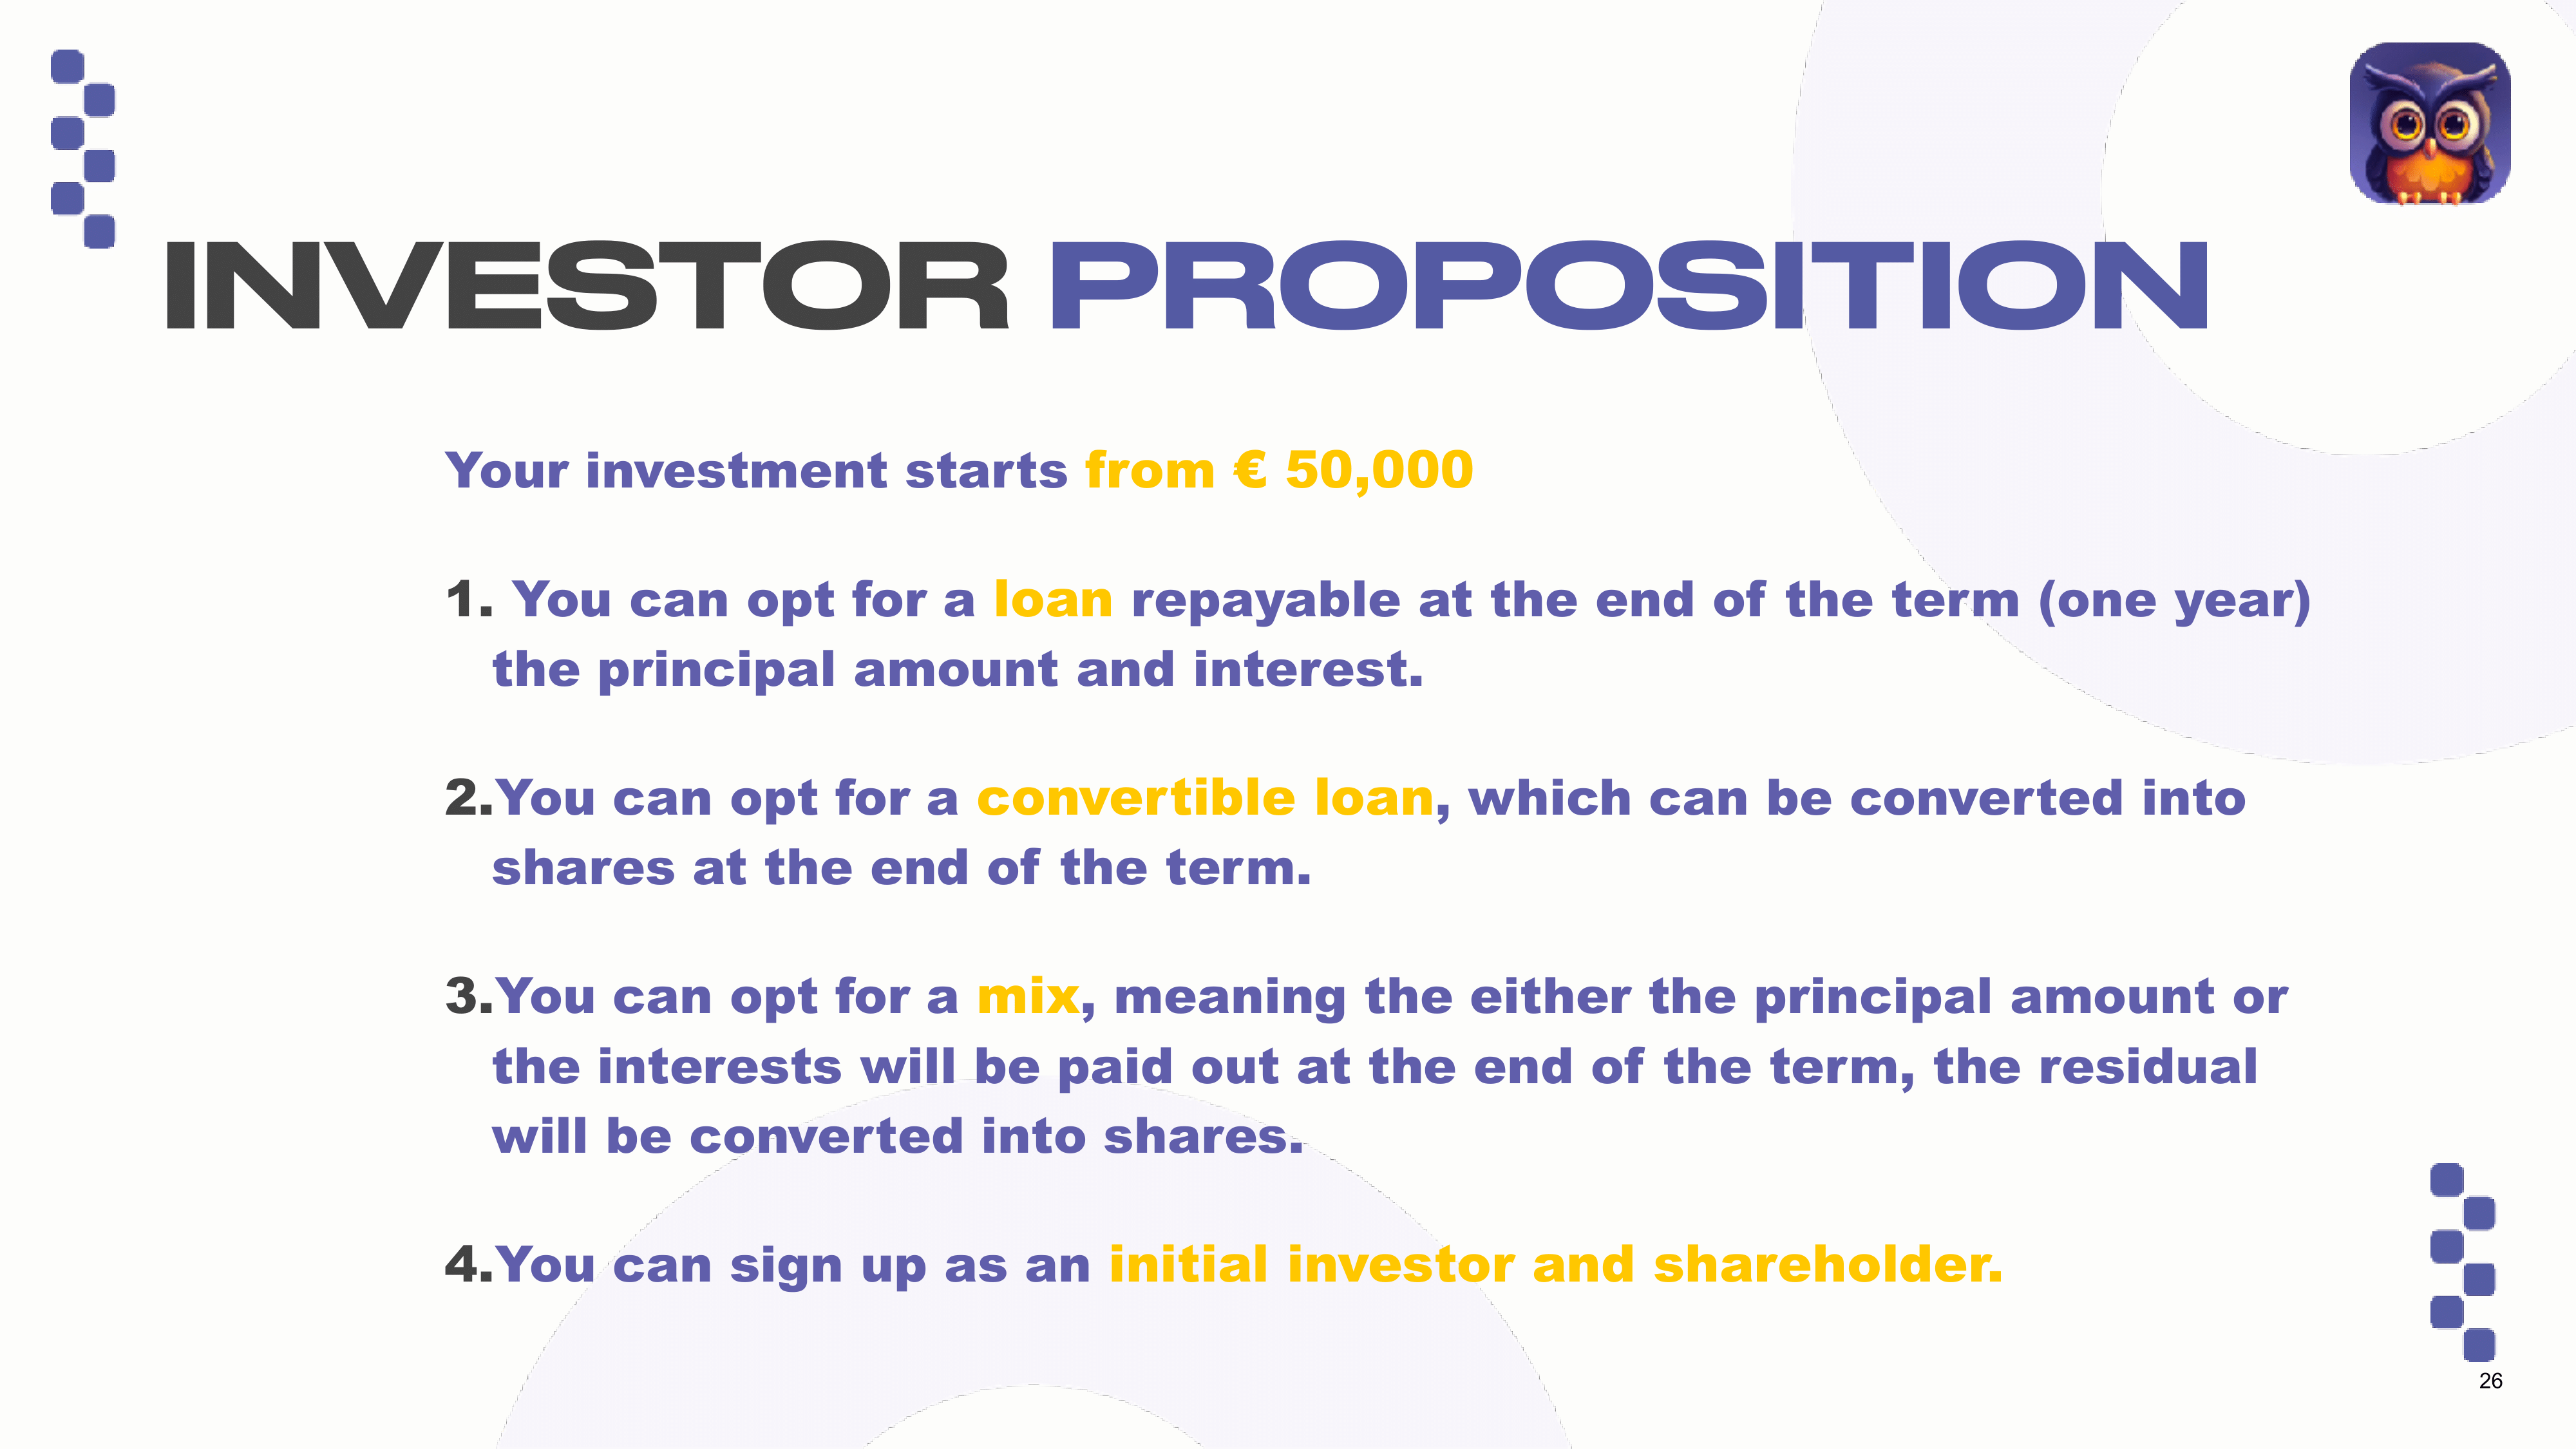 INVESTOR PROPOSITION
Your investment starts from € 50,000
1. You can opt for a loan repayable at the end of the term (one year)
the principal amount and interest.
2.You can opt for a convertible loan, which can be converted into
shares at the end of the term.
3.You can opt for a mix, meaning the either the principal amount or
the interests will be paid out at the end of the term, the residual
will be converted into shares.
4.You can sign up as an initial investor and shareholder.
26